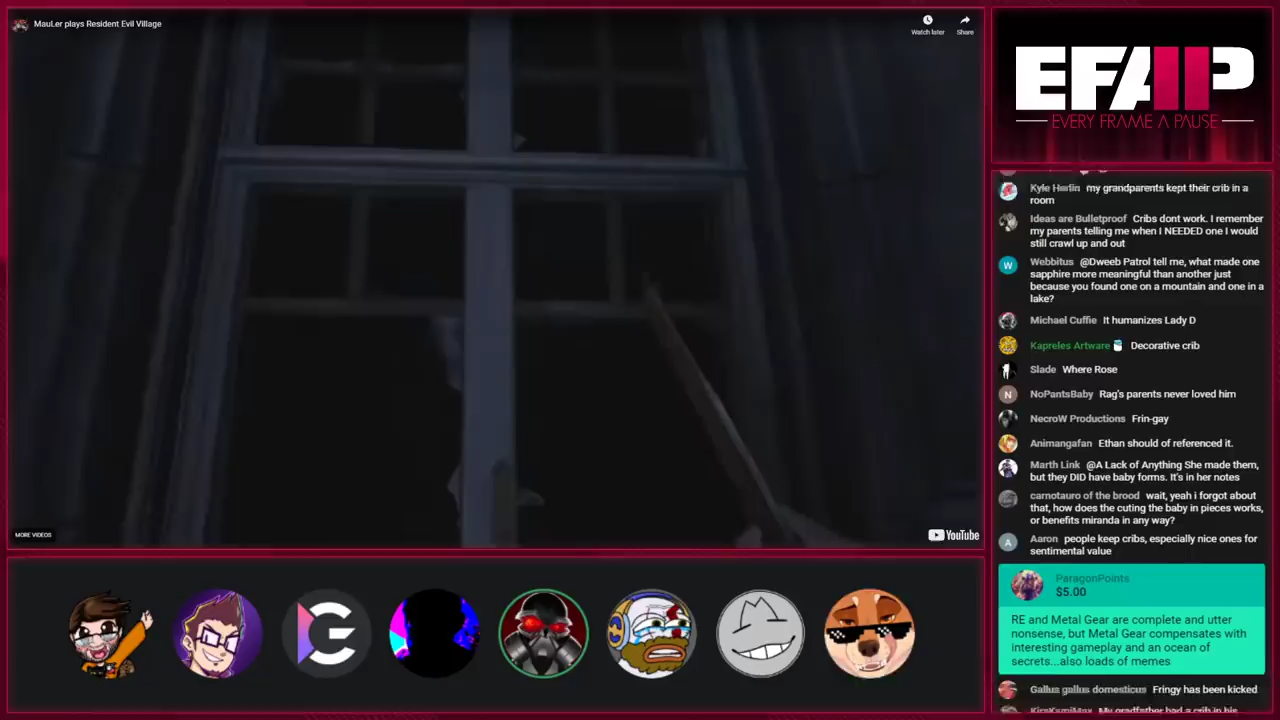 MauLer plays Resident Evil Village
Watch later
Share
MORE VIDEOS
YouTube
EFAP
EVERY FRAME A PAUSE
Kyle Herlin my grandparents kept their crib in a
room
Ideas are Bulletproof Cribs dont work. I remember
my parents telling me when I NEEDED one I would
still crawl up and out
W
Webbitus @Dweeb Patrol tell me, what made one
sapphire more meaningful than another just
because you found one on a mountain and one in a
lake?
Michael Cuffie It humanizes Lady D
Kapreles Artware Decorative crib
Slade Where Rose
N
NoPantsBaby Rag's parents never loved him
NecroW Productions Frin-gay
Animangafan Ethan should of referenced it.
Marth Link @A Lack of Anything She made them,
but they DID have baby forms. It's in her notes
carnotauro of the brood wait, yeah i forgot about
that, how does the cuting the baby in pieces works,
or benefits miranda in any way?
A
Aaron people keep cribs, especially nice ones for
sentimental value
ParagonPoints
$5.00
RE and Metal Gear are complete and utter
nonsense, but Metal Gear compensates with
interesting gameplay and an ocean of
secrets...also loads of memes
Gallus gallus domesticus Fringy has been kicked